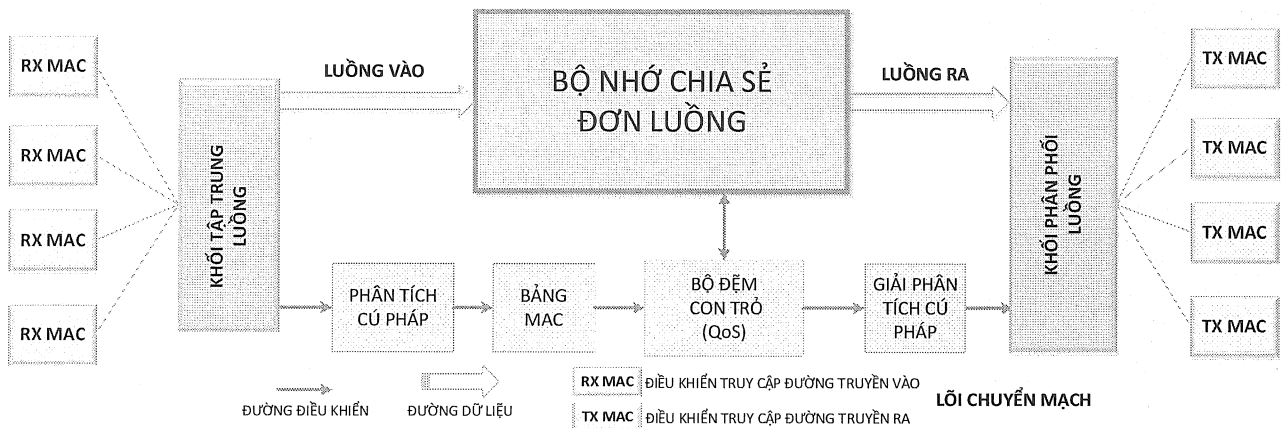 RX MAC
RX MAC
RX MAC
RX MAC
KHỐI TẬP TRUNG
LUỒNG
LUỒNG VÀO
BỘ NHỚ CHIA SẺ
ĐƠN LUỒNG
LUỒNG RA
KHỐI PHÂN PHỐI
LUỒNG
TX MAC
TX MAC
TX MAC
TX MAC
PHÂN TÍCH
CÚ PHÁP
BẢNG
MAC
BỘ ĐỆM
CON TRỎ
(QoS)
GIẢI PHÂN
TÍCH CÚ
PHÁP
ĐƯỜNG ĐIỀU KHIỂN
ĐƯỜNG DỮ LIỆU
RX MAC ĐIỀU KHIỂN TRUY CẬP ĐƯỜNG TRUYỀN VÀO
TX MAC ĐIỀU KHIỂN TRUY CẬP ĐƯỜNG TRUYỀN RA
LÕI CHUYỂN MẠCH